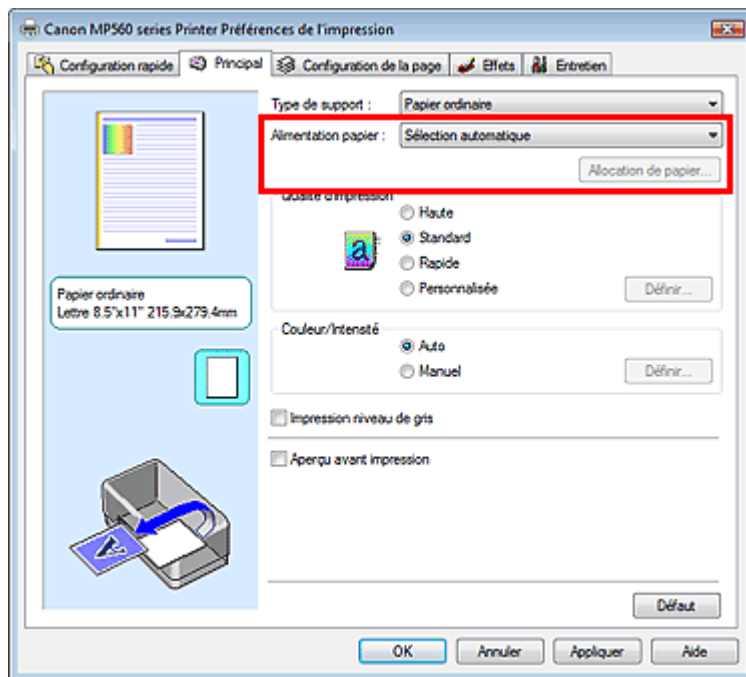 Canon MP560 series Printer Préférences de l'impression
Configuration rapide Principal Configuration de la page Effets Entretien
Type de support : Papier ordinaire
Alimentation papier : Sélection automatique
Allocation de papier...
Qualité d'impression
Haute
a Standard
Rapide
Personnalisée Définir...
Papier ordinaire
Lettre 8.5"x11" 215.9x279.4mm
Couleur/Intensité
Auto
Manuel Définir...
Impression niveau de gris
Aperçu avant impression
A
Défaut
OK Annuler Appliquer Aide